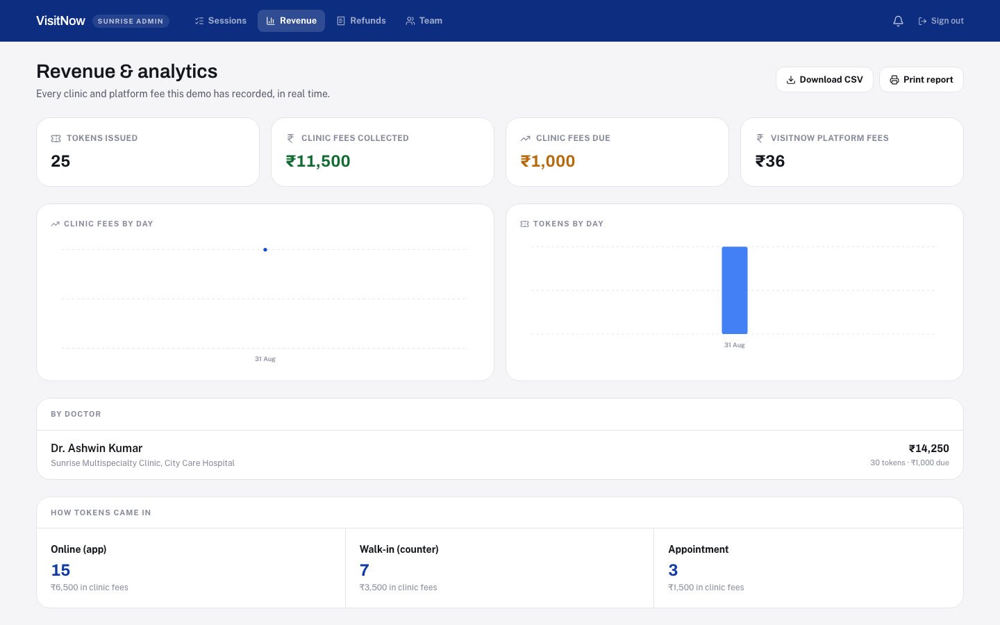 VisitNow
SUNRISE ADMIN
Sessions
Revenue
Refunds
Team
Sign out
Revenue & analytics
Every clinic and platform fee this demo has recorded, in real time.
Download CSV
Print report
TOKENS ISSUED
25
CLINIC FEES COLLECTED
₹11,500
CLINIC FEES DUE
₹1,000
VISITNOW PLATFORM FEES
₹36
CLINIC FEES BY DAY
31 Aug
TOKENS BY DAY
31 Aug
BY DOCTOR
Dr. Ashwin Kumar
Sunrise Multispecialty Clinic, City Care Hospital
₹14,250
30 tokens · ₹1,000 due
HOW TOKENS CAME IN
Online (app)
15
₹6,500 in clinic fees
Walk-in (counter)
7
₹3,500 in clinic fees
Appointment
3
₹1,500 in clinic fees